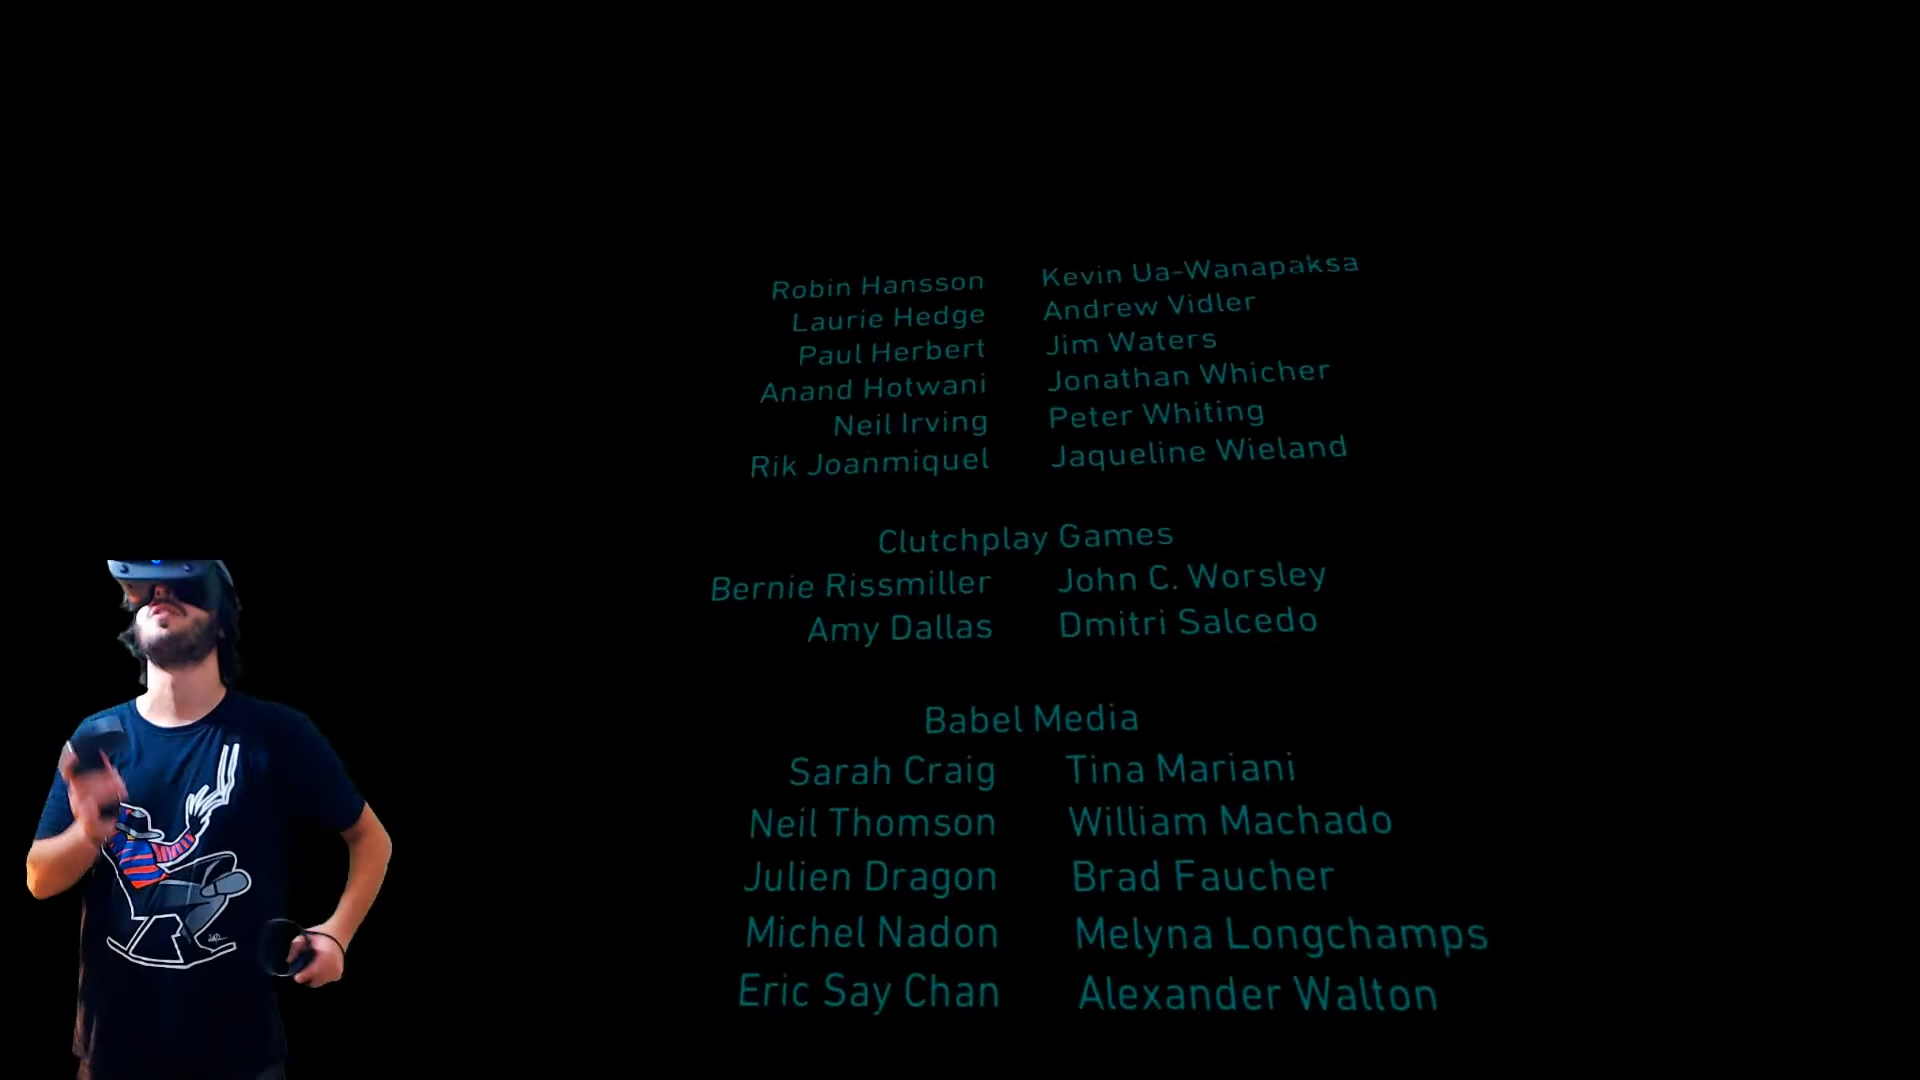 Robin Hansson Kevin Ua-Wanapaksa
Laurie Hedge Andrew Vidler
Paul Herbert Jim Waters
Anand Hotwani Jonathan Whicher
Neil Irving Peter Whiting
Rik Joanmiquel Jaqueline Wieland
Clutchplay Games
Bernie Rissmiller John C. Worsley
Amy Dallas Dmitri Salcedo
Babel Media
Sarah Craig Tina Mariani
Neil Thomson William Machado
Julien Dragon Brad Faucher
Michel Nadon Melyna Longchamps
Eric Say Chan Alexander Walton